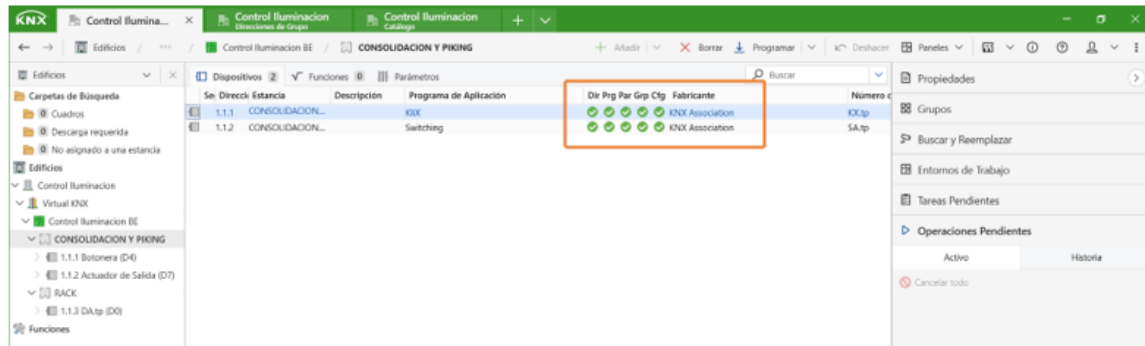 KNX Control Ilumina... × Control Iluminacion Direcciones de Grupo Control Iluminacion Catálogo
Edificios / ... / Control Iluminacion BE / CONSOLIDACION Y PIKING Añadir Borrar Programar Deshacer Paneles
Edificios
Carpetas de Búsqueda
0 Cuadros
0 Descarga requerida
0 No asignado a una estancia
Edificios
Control Iluminacion
Virtual KNX
Control Iluminacion BE
CONSOLIDACION Y PIKING
1.1.1 Botonera (D4)
1.1.2 Actuador de Salida (D7)
RACK
1.1.3 DA.tp (D0)
Funciones
Dispositivos 2 Funciones 0 Parámetros Buscar
Se Direcci Estancia Descripción Programa de Aplicación Dir Prg Par Grp Cfg Fabricante Número c
1.1.1 CONSOLIDACION... KIXX KNX Association KX.tp
1.1.2 CONSOLIDACION... Switching KNX Association SA.tp
Propiedades
Grupos
Buscar y Reemplazar
Entornos de Trabajo
Tareas Pendientes
Operaciones Pendientes
Activo Historia
Cancelar todo